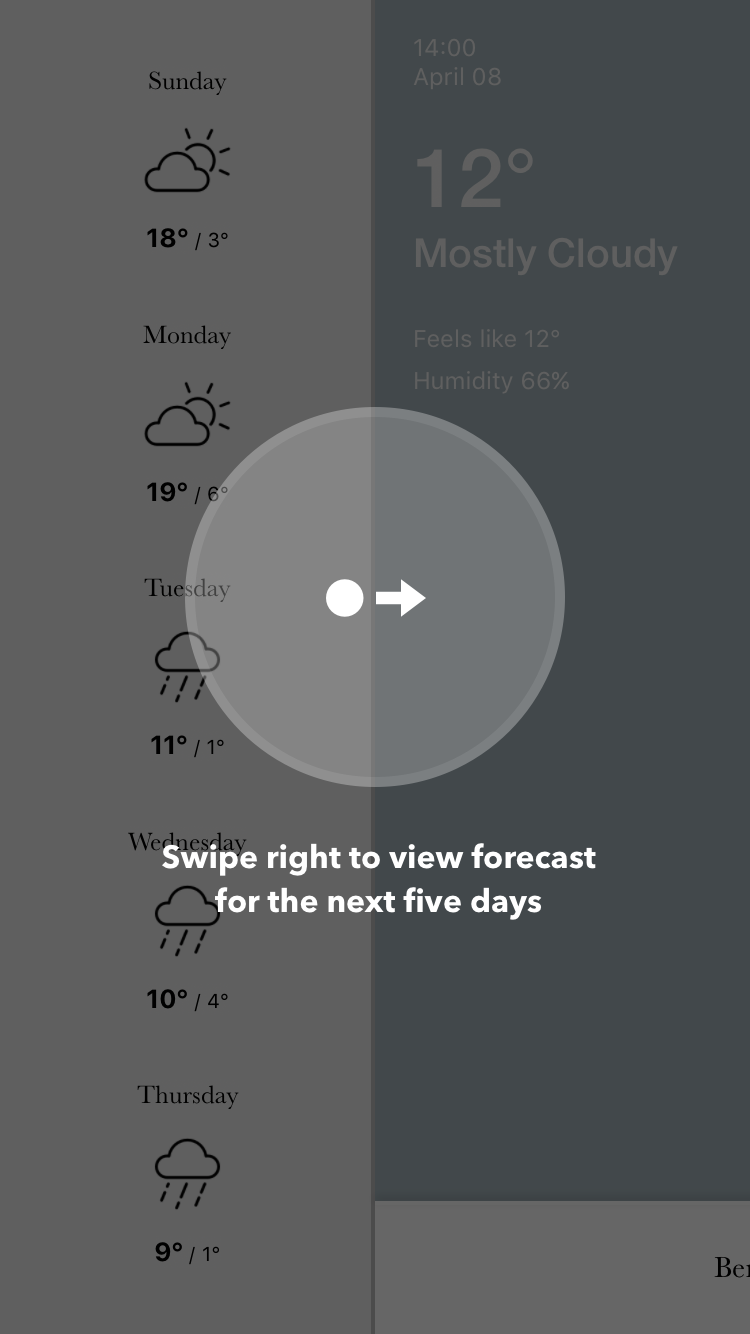 Sunday
18° / 3°
Monday
19° / 6°
Tuesday
11° / 1°
Wednesday
10° / 4°
Thursday
9° / 1°
14:00
April 08
12°
Mostly Cloudy
Feels like 12°
Humidity 66%
Swipe right to view forecast
for the next five days